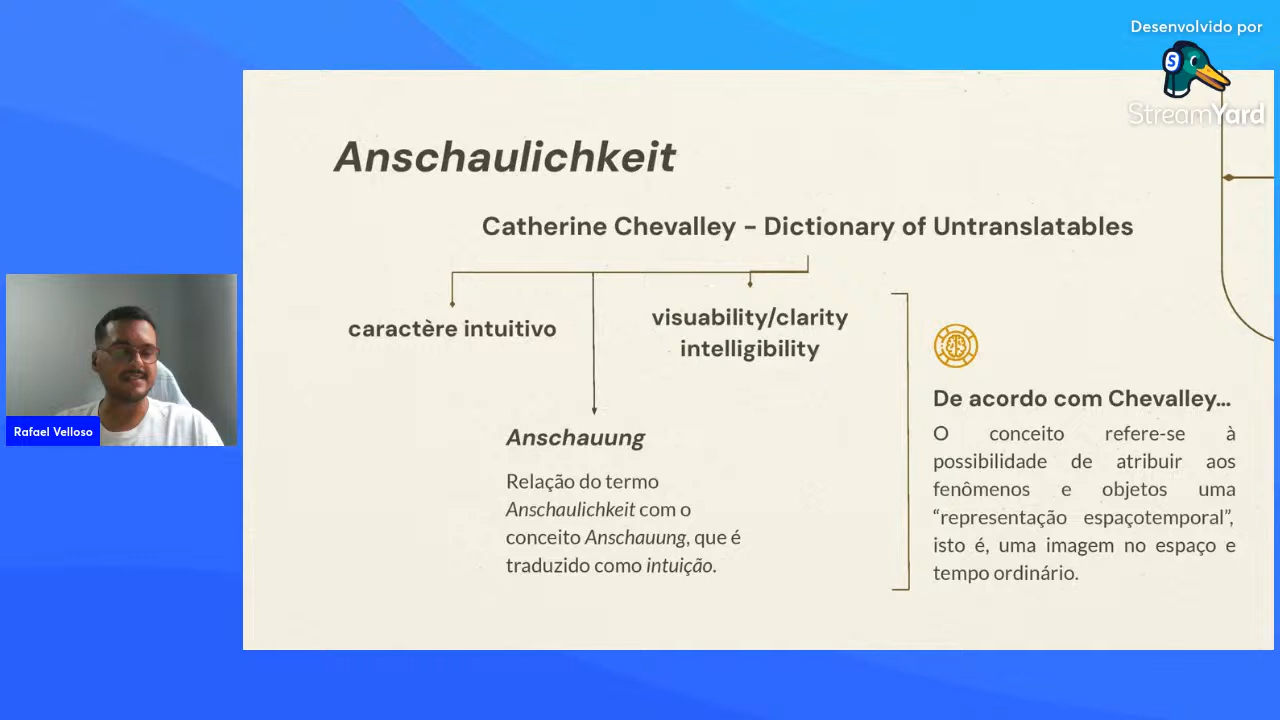 Desenvolvido por
StreamYard
Anschaulichkeit
Catherine Chevalley - Dictionary of Untranslatables
caractère intuitivo
visuability/clarity
intelligibility
Anschauung
Relação do termo
Anschaulichkeit com o
conceito Anschauung, que é
traduzido como intuição.
De acordo com Chevalley...
O conceito refere-se à
possibilidade de atribuir aos
fenômenos e objetos uma
“representação espaçotemporal”,
isto é, uma imagem no espaço e
tempo ordinário.
Rafael Velloso